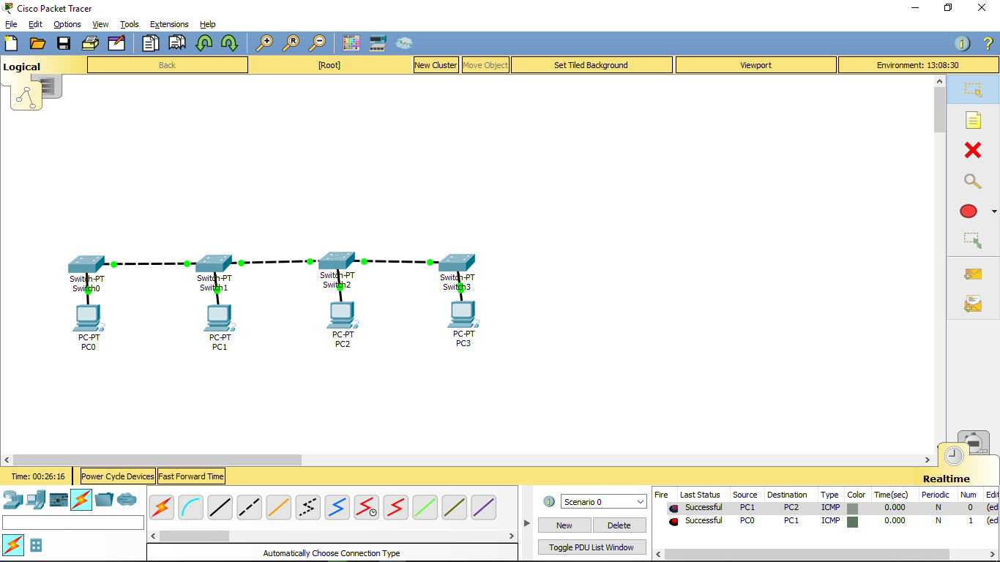 Cisco Packet Tracer
File Edit Options View Tools Extensions Help
Logical Back [Root] New Cluster Move Object Set Tiled Background Viewport Environment: 13:08:30
Switch-PT
Switch0
Switch-PT
Switch1
Switch-PT
Switch2
Switch-PT
Switch3
PC-PT
PC0
PC-PT
PC1
PC-PT
PC2
PC-PT
PC3
Time: 00:26:16 Power Cycle Devices Fast Forward Time
Realtime
Scenario 0
New Delete
Toggle PDU List Window
Automatically Choose Connection Type
Fire Last Status Source Destination Type Color Time(sec) Periodic Num Edit
Successful PC1 PC2 ICMP 0.000 N 0 (ed
Successful PC0 PC1 ICMP 0.000 N 1 (ed